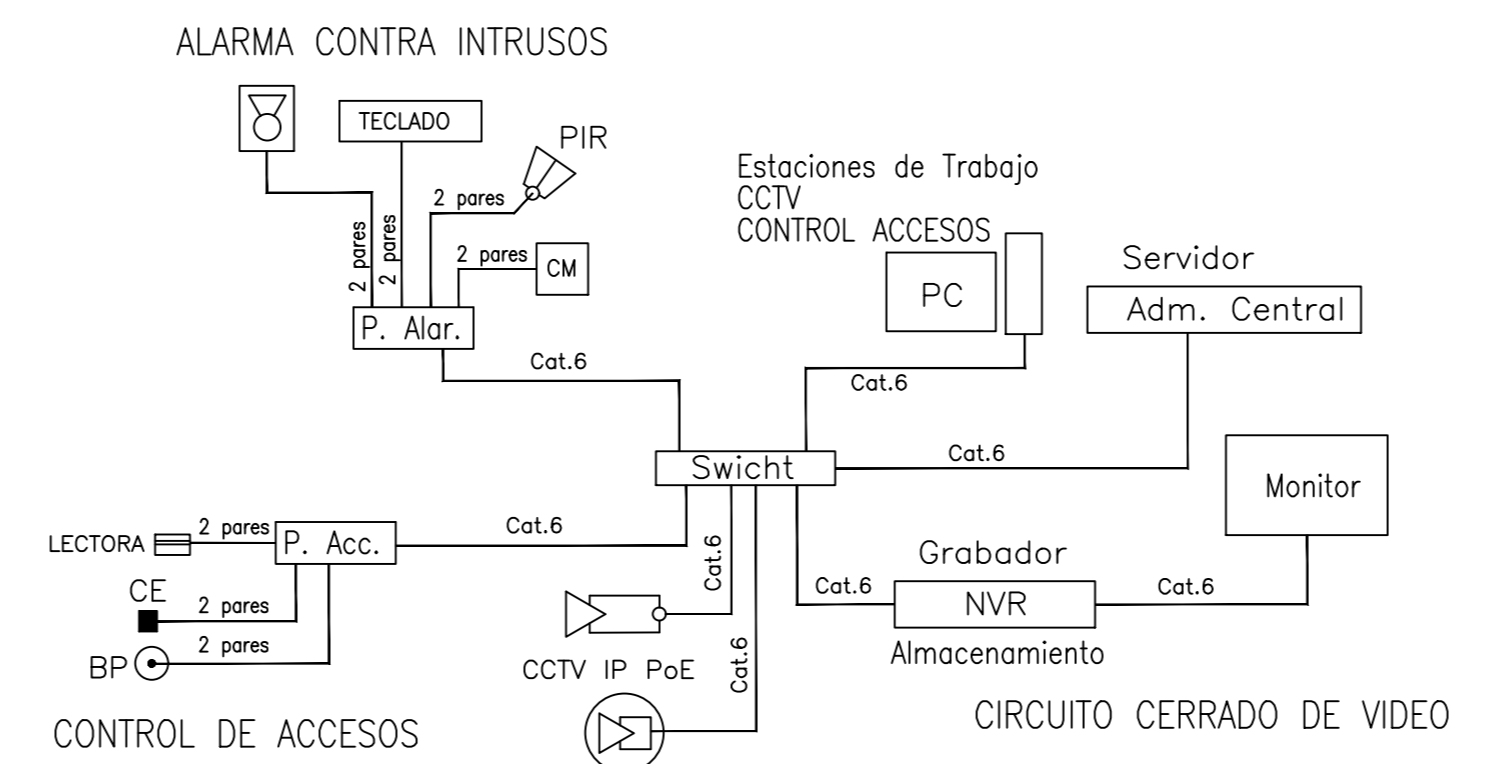 ALARMA CONTRA INTRUSOS
TECLADO
PIR
2 pares
2 pares
2 pares
2 pares
CM
P. Alar.
Cat.6
Estaciones de Trabajo
CCTV
CONTROL ACCESOS
PC
Servidor
Adm. Central
Cat.6
Cat.6
Swicht
Monitor
LECTORA
2 pares
P. Acc.
Cat.6
CE
2 pares
BP
2 pares
CONTROL DE ACCESOS
Cat.6
CCTV IP PoE
Cat.6
Cat.6
Grabador
NVR
Almacenamiento
Cat.6
CIRCUITO CERRADO DE VIDEO